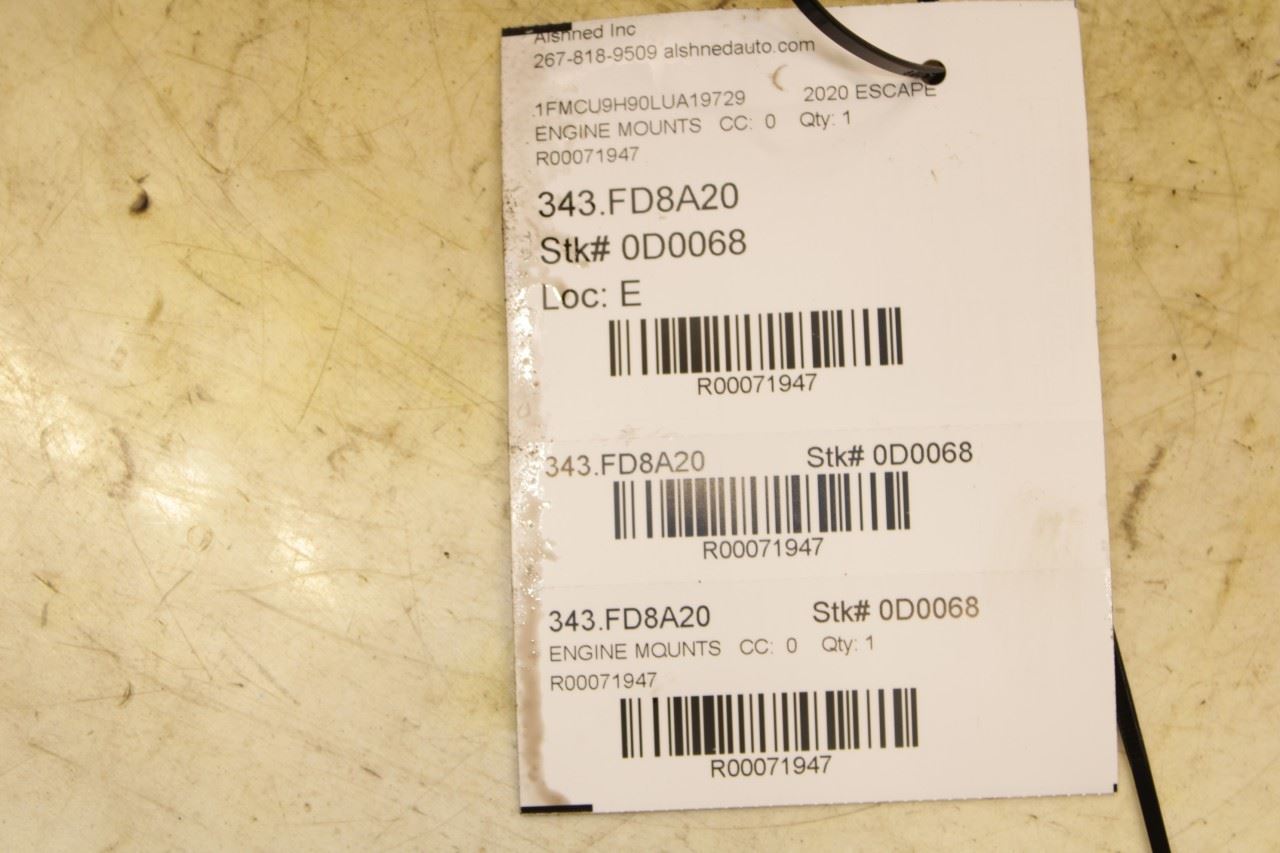 Alshned Inc
267-818-9509 alshnedauto.com
1FMCU9H90LUA19729 2020 ESCAPE
ENGINE MOUNTS CC: 0 Qty: 1
R00071947
343.FD8A20
Stk# 0D0068
Loc: E
R00071947
343.FD8A20 Stk# 0D0068
R00071947
343.FD8A20 Stk# 0D0068
ENGINE MOUNTS CC: 0 Qty: 1
R00071947
R00071947